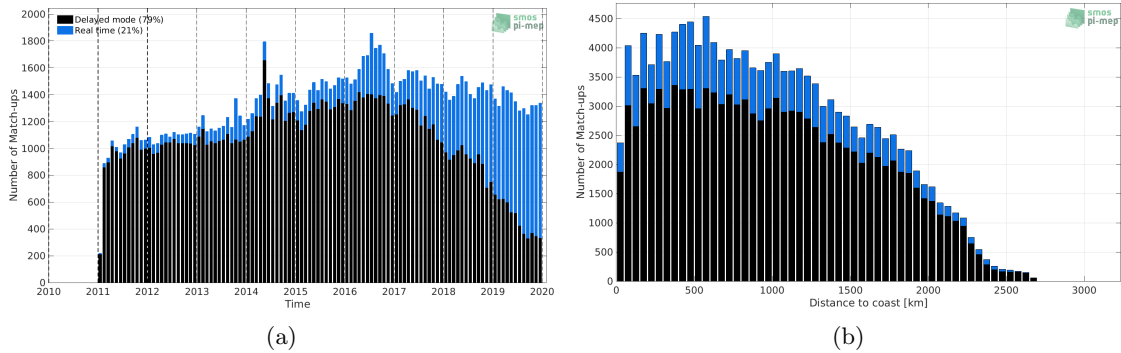 2000
1800
1600
1400
1200
1000
800
600
400
200
0
Number of Match-ups
Delayed mode (79%)
Real time (21%)
smos
pi-mep
2010 2011 2012 2013 2014 2015 2016 2017 2018 2019 2020
Time
(a)
4500
4000
3500
3000
2500
2000
1500
1000
500
0
Number of Match-ups
smos
pi-mep
0 500 1000 1500 2000 2500 3000
Distance to coast [km]
(b)